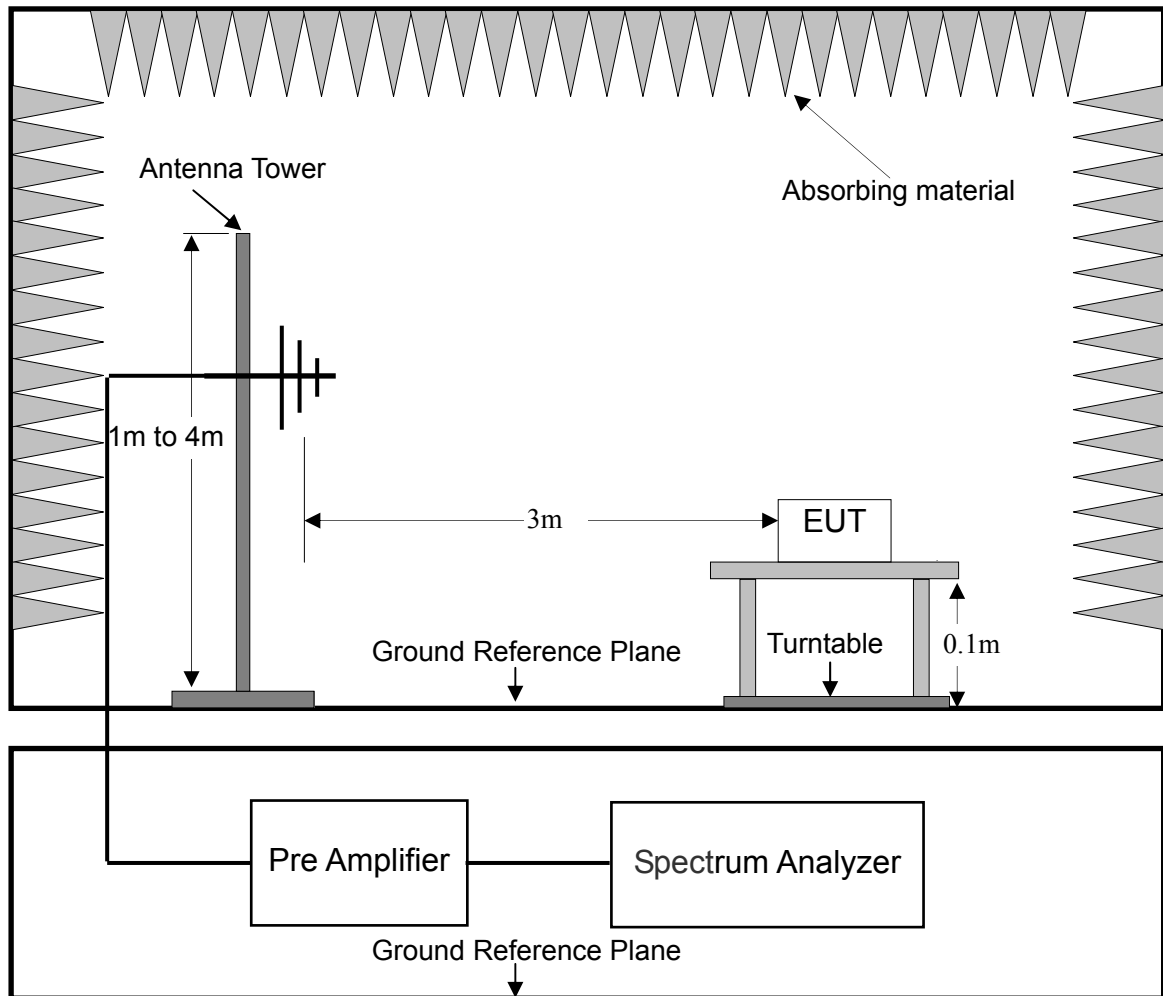 Antenna Tower
Absorbing material
1m to 4m
3m
EUT
Ground Reference Plane
Turntable
0.1m
Pre Amplifier
Spectrum Analyzer
Ground Reference Plane